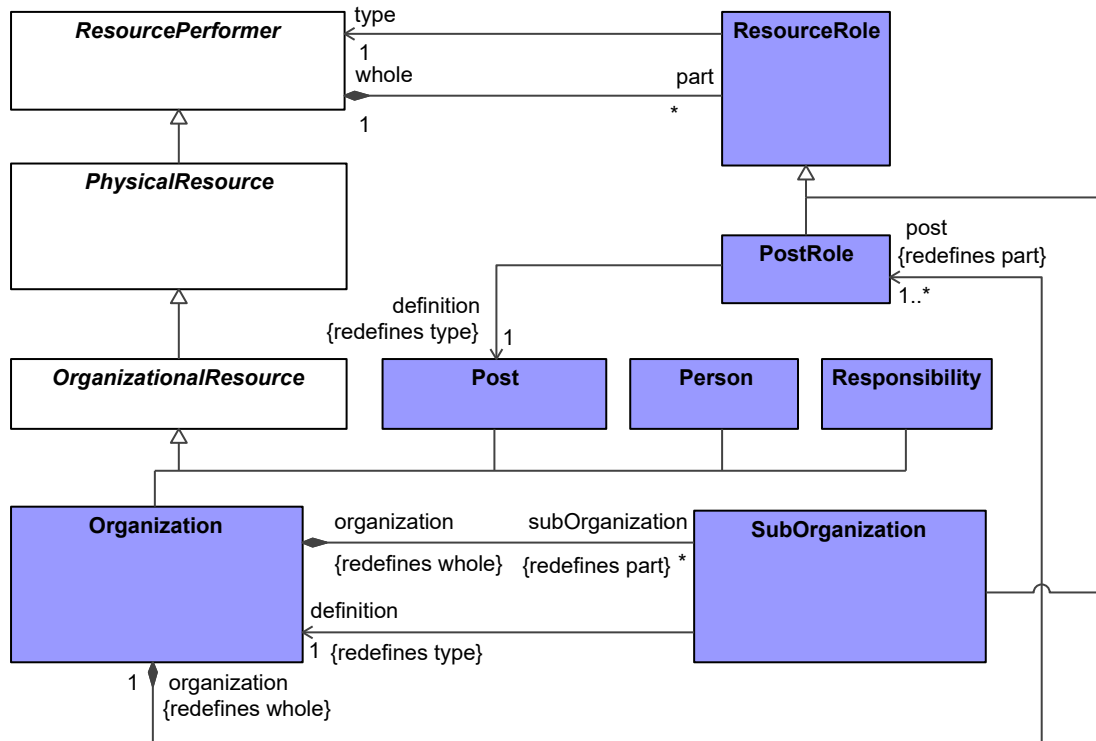 type
ResourcePerformer
ResourceRole
1
whole
part
1
*
PhysicalResource
post
PostRole
{redefines part}
1..*
definition
{redefines type}
1
OrganizationalResource
Post
Person
Responsibility
Organization
organization
subOrganization
SubOrganization
{redefines whole}
{redefines part}
*
definition
1
{redefines type}
1
organization
{redefines whole}